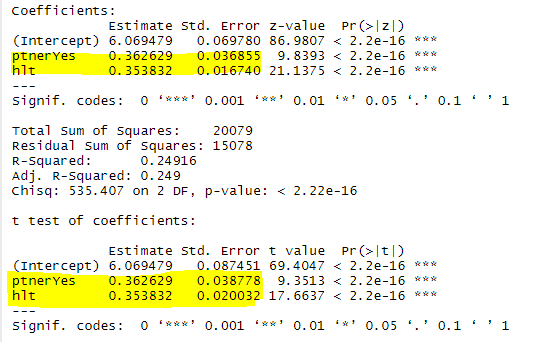 Coefficients:
Estimate Std. Error z-value Pr(>|z|)
(Intercept) 6.069479 0.069780 86.9807 < 2.2e-16 ***
ptnerYes 0.362629 0.036855 9.8393 < 2.2e-16 ***
hlt 0.353832 0.016740 21.1375 < 2.2e-16 ***
---
Signif. codes: 0 ‘***’ 0.001 ‘**’ 0.01 ‘*’ 0.05 ‘.’ 0.1 ‘ ’ 1
Total Sum of Squares: 20079
Residual Sum of Squares: 15078
R-Squared: 0.24916
Adj. R-Squared: 0.249
Chisq: 535.407 on 2 DF, p-value: < 2.22e-16
t test of coefficients:
Estimate Std. Error t value Pr(>|t|)
(Intercept) 6.069479 0.087451 69.4047 < 2.2e-16 ***
ptnerYes 0.362629 0.038778 9.3513 < 2.2e-16 ***
hlt 0.353832 0.020032 17.6637 < 2.2e-16 ***
---
Signif. codes: 0 ‘***’ 0.001 ‘**’ 0.01 ‘*’ 0.05 ‘.’ 0.1 ‘ ’ 1